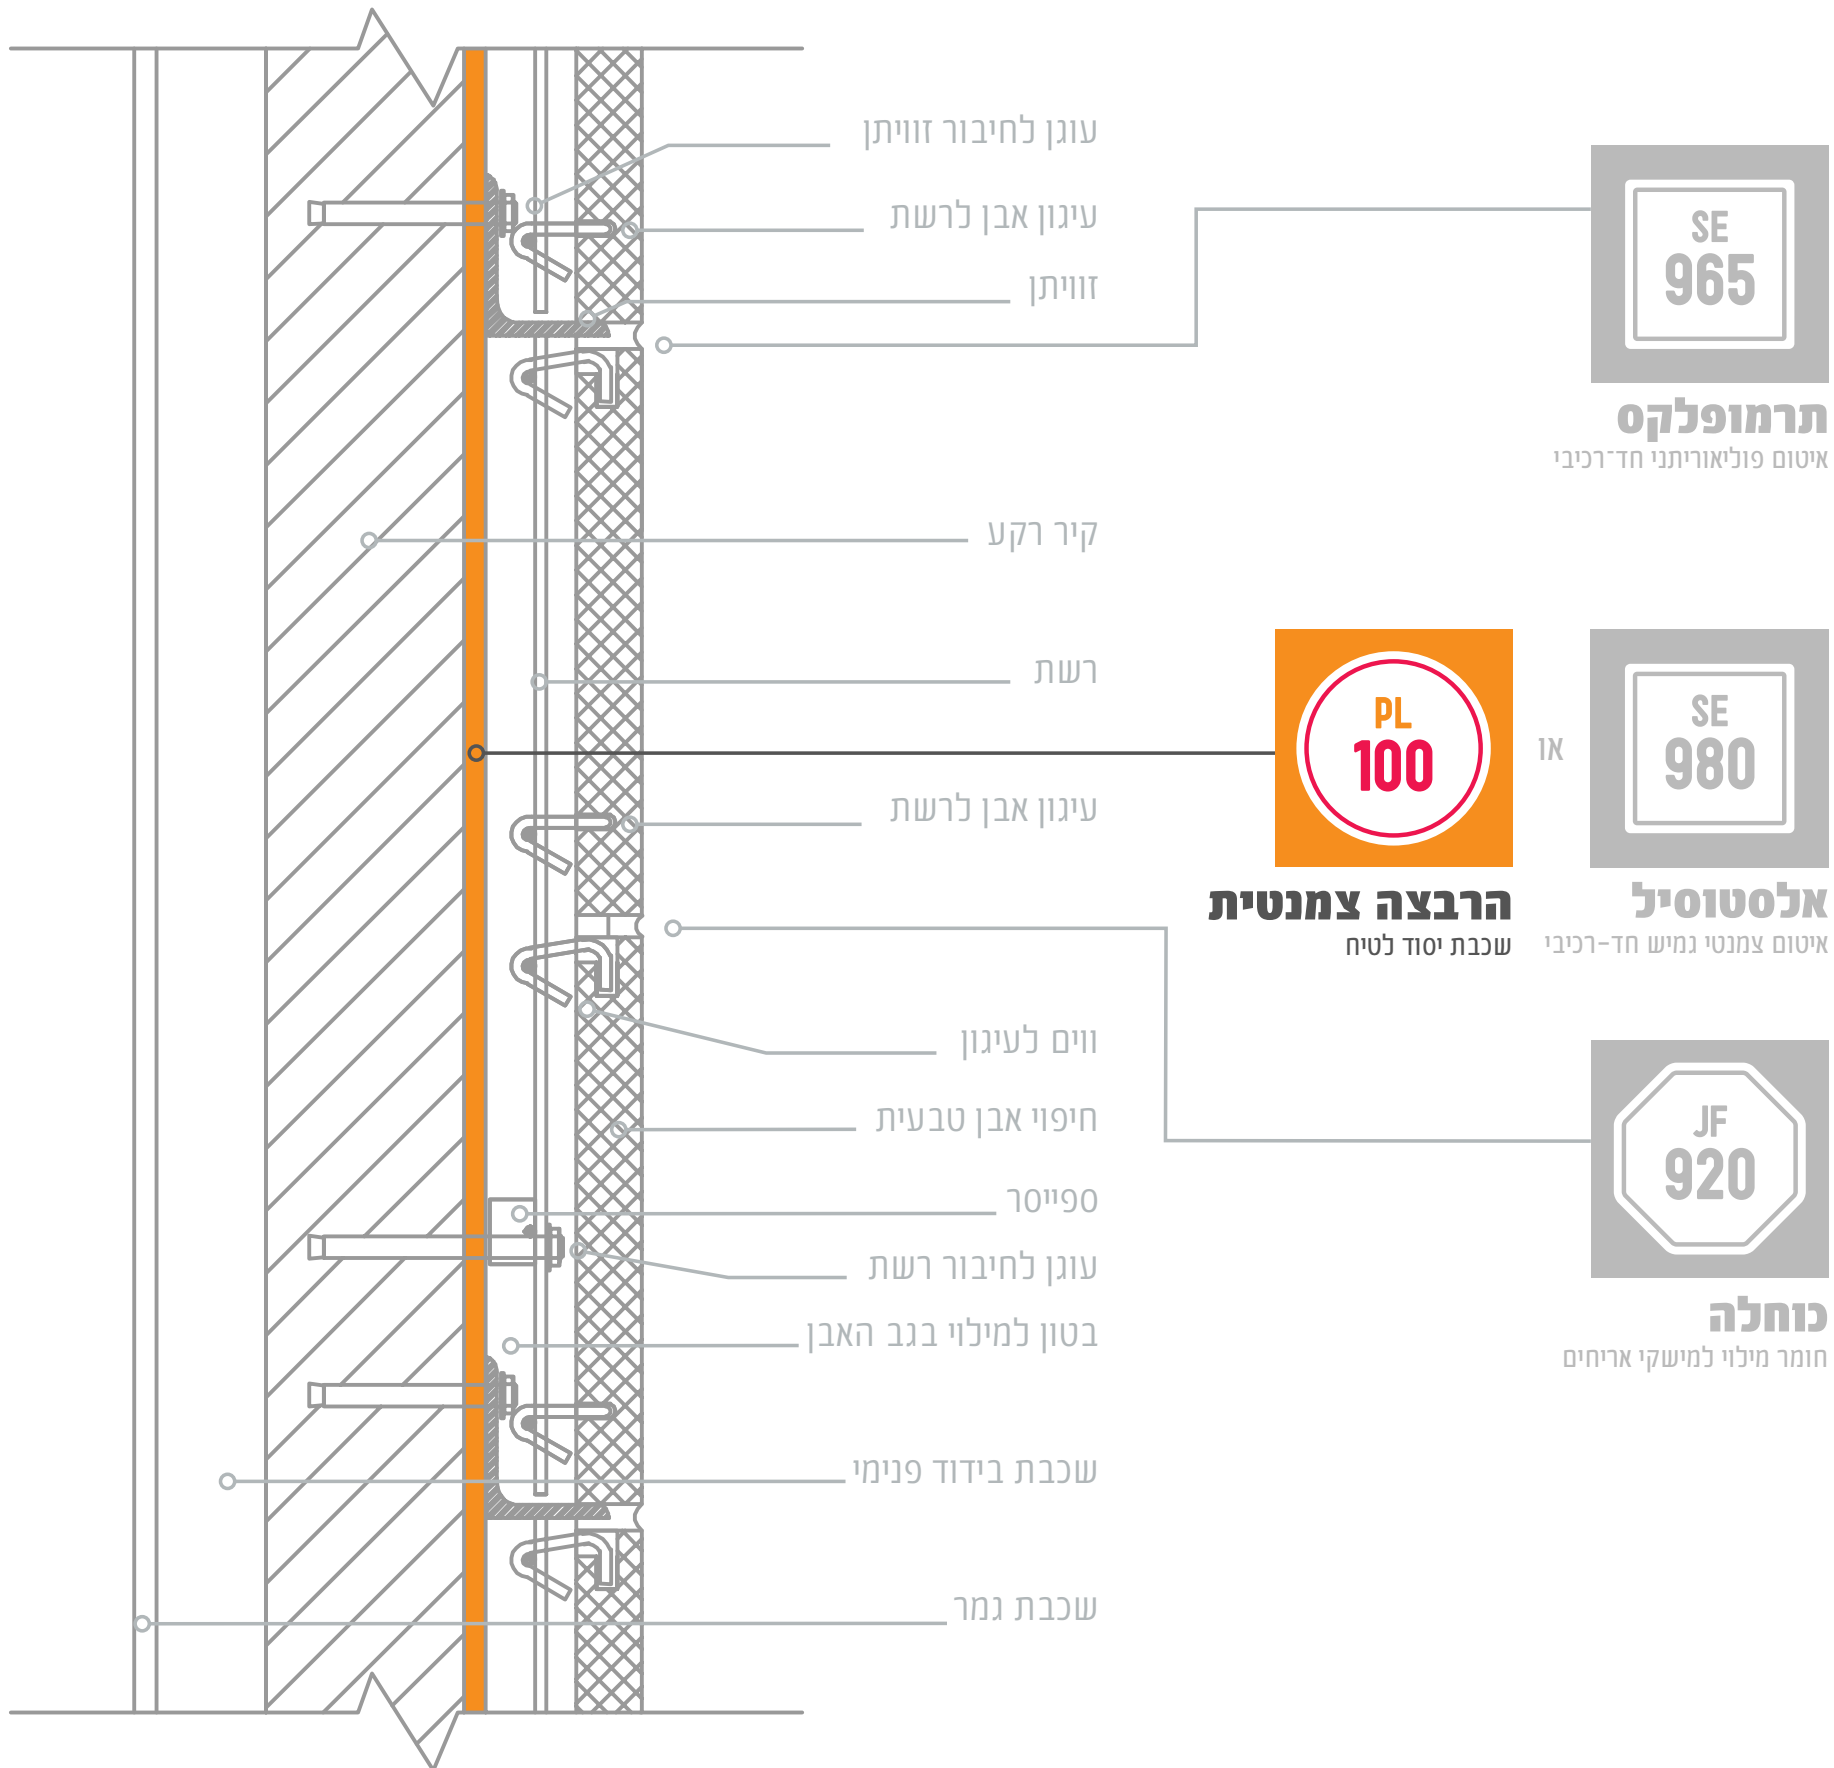 עוגן לחיבור זוויתן
עיגון אבן לרשת
זוויתן
SE
965
תרמופלקס
איטום פוליאוריתני חד־רכיבי
קיר רקע
רשת
PL
100
הרבצה צמנטית
שכבת יסוד לטיח
או
SE
980
אלסטוסיל
איטום צמנטי גמיש חד-רכיבי
עיגון אבן לרשת
ווים לעיגון
חיפוי אבן טבעית
ספייסר
עוגן לחיבור רשת
בטון למילוי בגב האבן
JF
920
כוחלה
חומר מילוי למישקי אריחים
שכבת בידוד פנימי
שכבת גמר